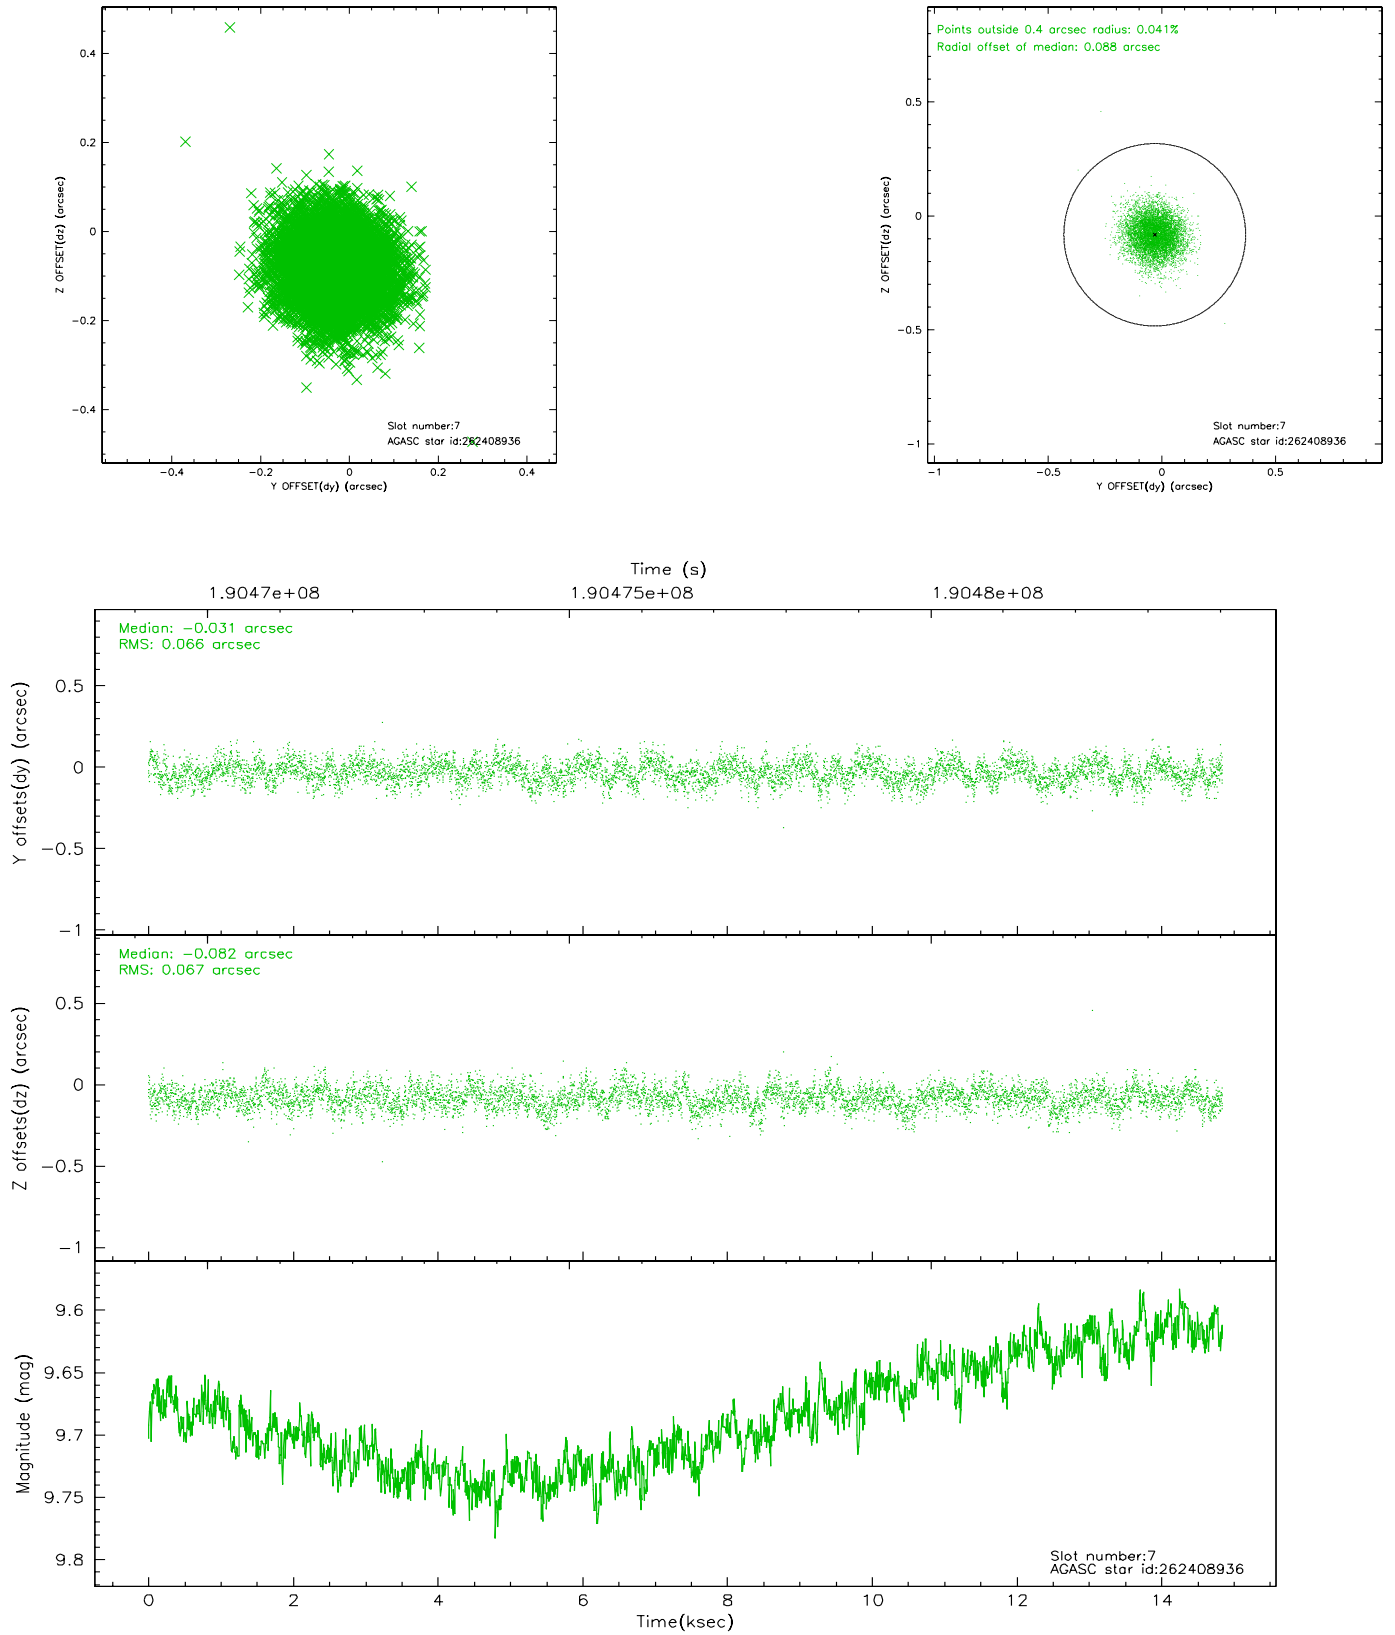 0.4
0.2
0
−0.2
−0.4
Z OFFSET(dz) (arcsec)
Slot number:7
AGASC star id:262408936
−0.4
−0.2
0
0.2
0.4
Y OFFSET(dy) (arcsec)
Points outside 0.4 arcsec radius: 0.041%
Radial offset of median: 0.088 arcsec
0.5
0
−0.5
−1
Z OFFSET(dz) (arcsec)
Slot number:7
AGASC star id:262408936
−1
−0.5
0
0.5
Y OFFSET(dy) (arcsec)
Time (s)
1.9047e+08
1.90475e+08
1.9048e+08
Median: −0.031 arcsec
RMS: 0.066 arcsec
0.5
0
−0.5
−1
Y offsets(dy) (arcsec)
Median: −0.082 arcsec
RMS: 0.067 arcsec
0.5
0
−0.5
−1
Z offsets(dz) (arcsec)
9.6
9.65
9.7
9.75
9.8
Magnitude (mag)
Slot number:7
AGASC star id:262408936
0
2
4
6
8
10
12
14
Time(ksec)